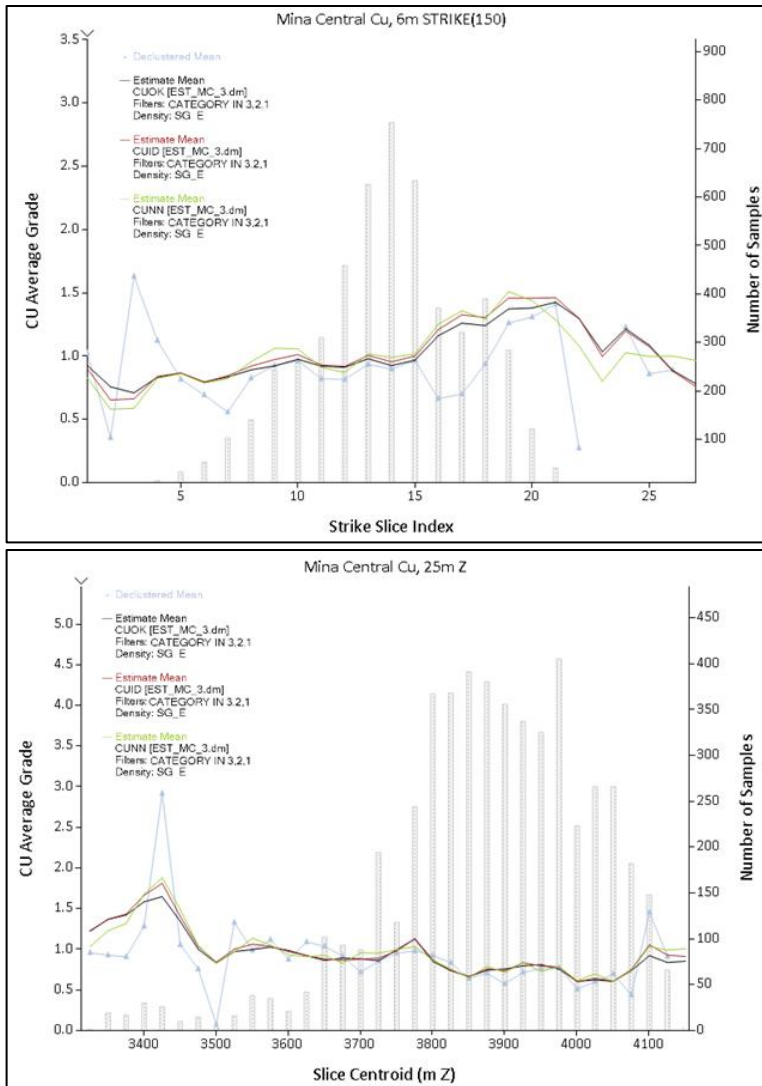 Mina Central Cu, 6m STRIKE(150)
3.5
3.0
2.5
2.0
1.5
1.0
0.5
0.0
CU Average Grade
Declustered Mean
Estimate Mean
CUOK [EST_MC_3.dm]
Filters: CATEGORY IN 3,2,1
Density: SG_E
Estimate Mean
CUID [EST_MC_3.dm]
Filters: CATEGORY IN 3,2,1
Density: SG_E
Estimate Mean
CUNN [EST_MC_3.dm]
Filters: CATEGORY IN 3,2,1
Density: SG_E
900
800
700
600
500
400
300
200
100
Number of Samples
5 10 15 20 25
Strike Slice Index
Mina Central Cu, 25m Z
5.0
4.5
4.0
3.5
3.0
2.5
2.0
1.5
1.0
0.5
0.0
CU Average Grade
Declustered Mean
Estimate Mean
CUOK [EST_MC_3.dm]
Filters: CATEGORY IN 3,2,1
Density: SG_E
Estimate Mean
CUID [EST_MC_3.dm]
Filters: CATEGORY IN 3,2,1
Density: SG_E
Estimate Mean
CUNN [EST_MC_3.dm]
Filters: CATEGORY IN 3,2,1
Density: SG_E
450
400
350
300
250
200
150
100
50
0
Number of Samples
3400 3500 3600 3700 3800 3900 4000 4100
Slice Centroid (m Z)